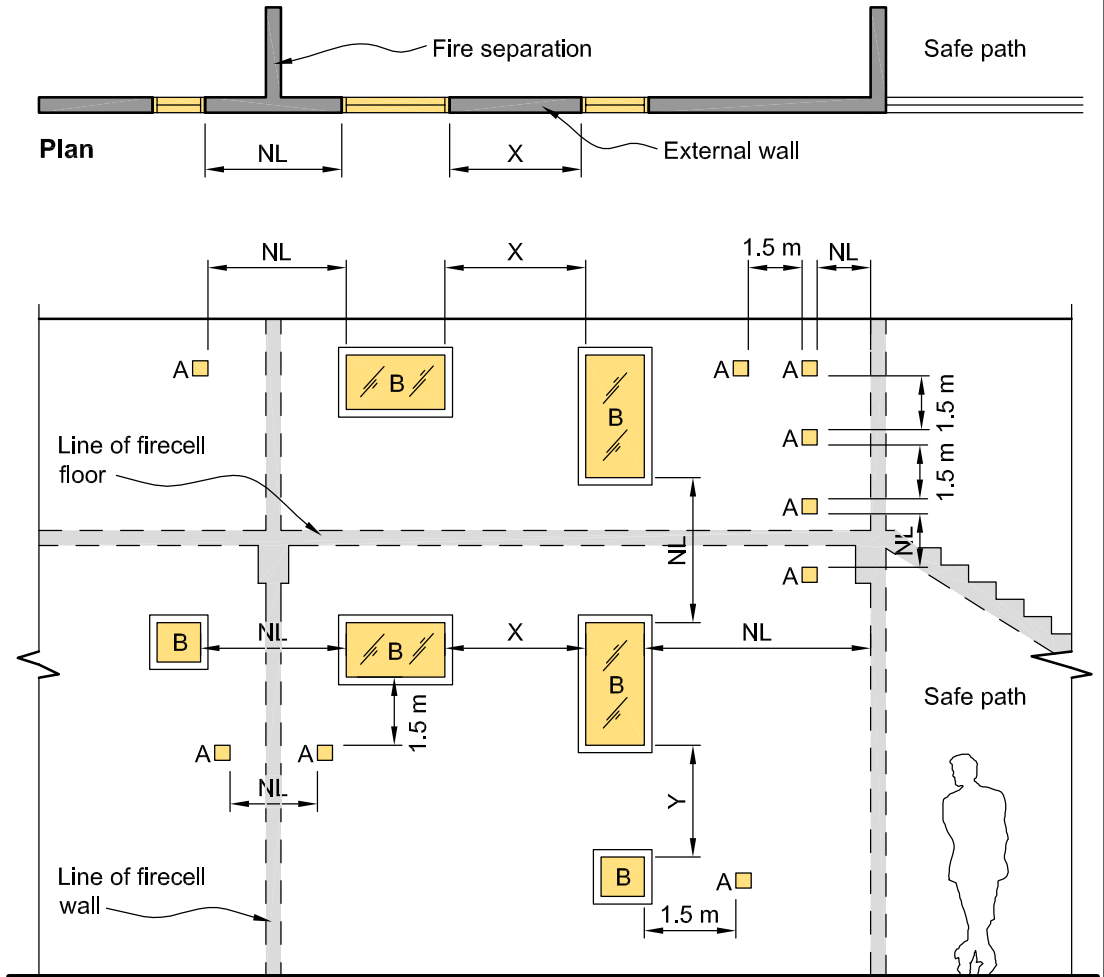 Fire separation
Safe path
Plan
NL
X
External wall
NL
X
1.5 m
NL
A
B
B
A
A
1.5 m
A
1.5 m
Line of firecell
floor
A
NL
NL
A
B
NL
B
X
B
NL
1.5 m
Safe path
A
A
NL
Y
Line of firecell
wall
B
A
1.5 m